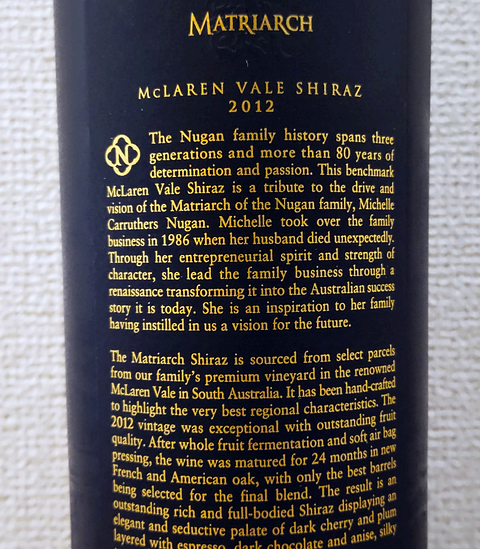 MATRIARCH
McLAREN VALE SHIRAZ
2012
N
The Nugan family history spans three
generations and more than 80 years of
determination and passion. This benchmark
McLaren Vale Shiraz is a tribute to the drive and
vision of the Matriarch of the Nugan family, Michelle
Carruthers Nugan. Michelle took over the family
business in 1986 when her husband died unexpectedly.
Through her entrepreneurial spirit and strength of
character, she lead the family business through a
renaissance transforming it into the Australian success
story it is today. She is an inspiration to her family
having instilled in us a vision for the future.
The Matriarch Shiraz is sourced from select parcels
from our family's premium vineyard in the renowned
McLaren Vale in South Australia. It has been hand-crafted
to highlight the very best regional characteristics. The
2012 vintage was exceptional with outstanding fruit
quality. After whole fruit fermentation and soft air bag
pressing, the wine was matured for 24 months in new
French and American oak, with only the best barrels
being selected for the final blend. The result is an
outstanding rich and full-bodied Shiraz displaying an
elegant and seductive palate of dark cherry and plum
layered with espresso, dark chocolate and anise, silky